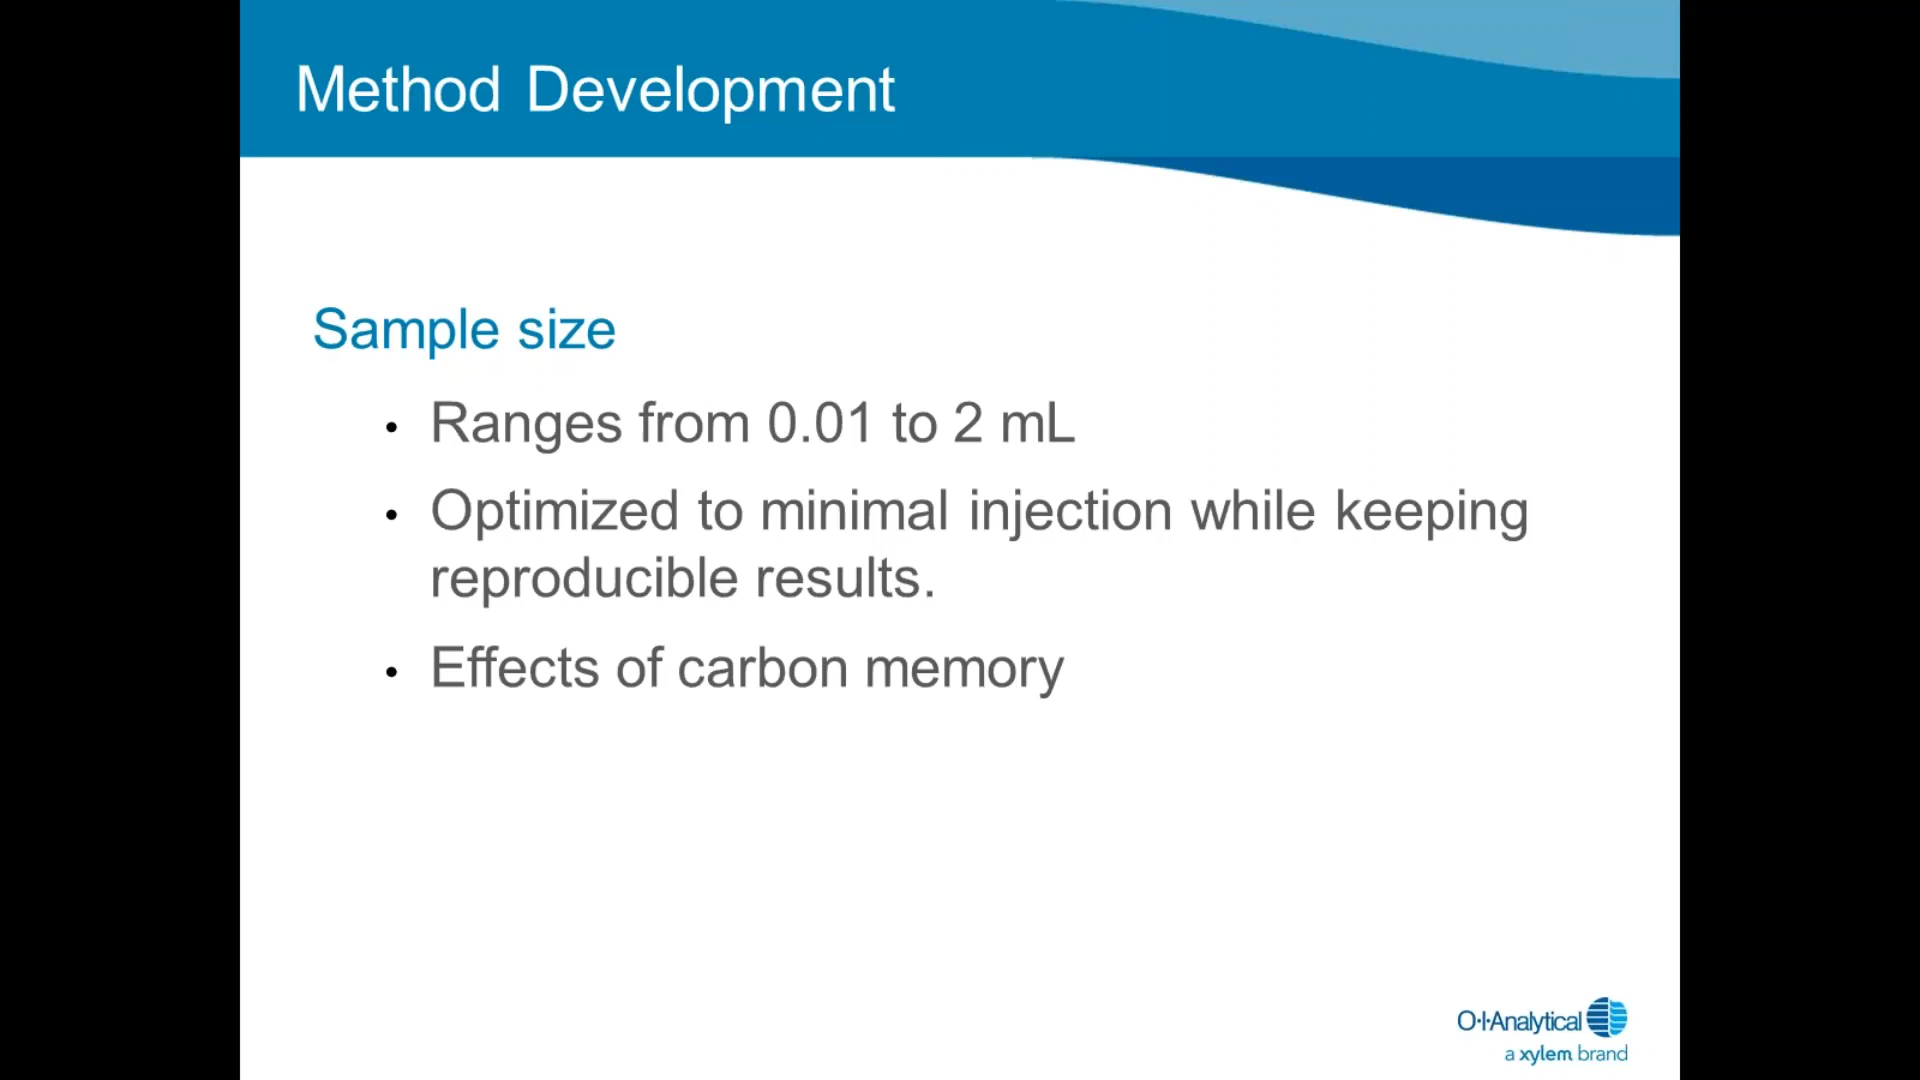 Method Development
Sample size
• Ranges from 0.01 to 2 mL
• Optimized to minimal injection while keeping
reproducible results.
• Effects of carbon memory
O·I·Analytical
a xylem brand